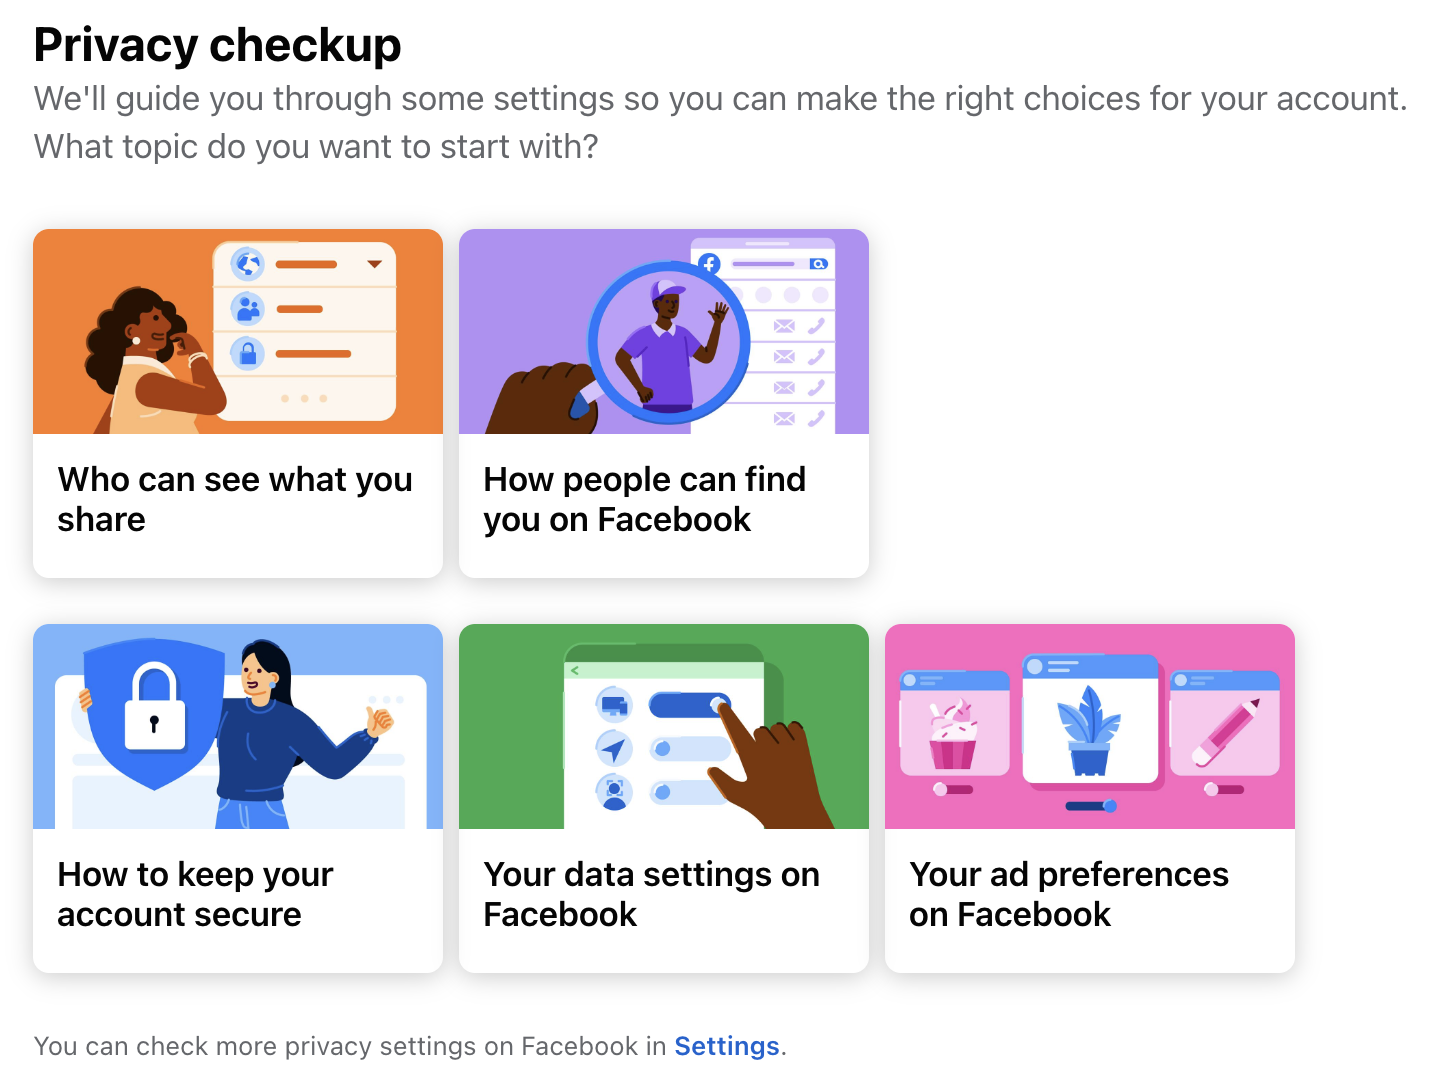 Privacy checkup
We'll guide you through some settings so you can make the right choices for your account.
What topic do you want to start with?
Who can see what you
share
How people can find
you on Facebook
How to keep your
account secure
Your data settings on
Facebook
Your ad preferences
on Facebook
You can check more privacy settings on Facebook in Settings.